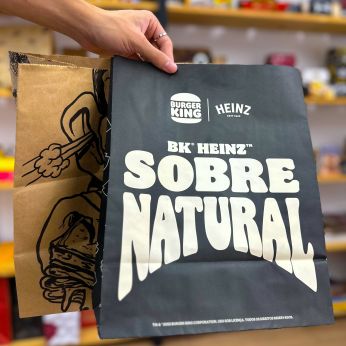 BURGER KING | HEINZ
BK® HEINZ™
SOBRE
NATURAL